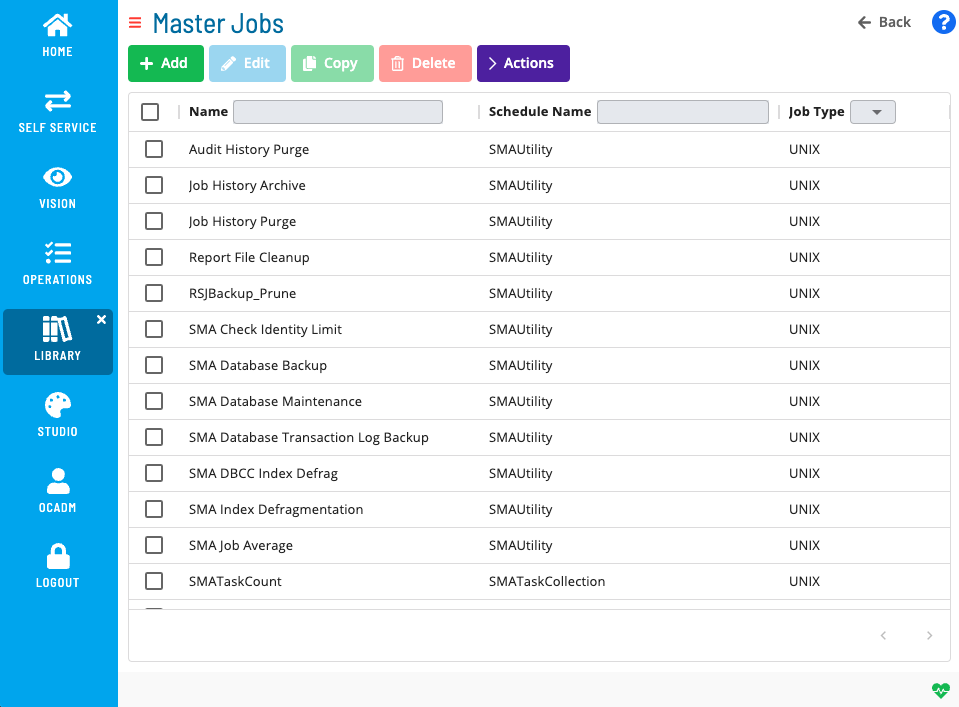 HOME
SELF SERVICE
VISION
OPERATIONS
LIBRARY
STUDIO
OCADM
LOGOUT
Master Jobs
Back
?
Add Edit Copy Delete Actions
Name Schedule Name Job Type
Audit History Purge SMAUtility UNIX
Job History Archive SMAUtility UNIX
Job History Purge SMAUtility UNIX
Report File Cleanup SMAUtility UNIX
RSJBackup_Prune SMAUtility UNIX
SMA Check Identity Limit SMAUtility UNIX
SMA Database Backup SMAUtility UNIX
SMA Database Maintenance SMAUtility UNIX
SMA Database Transaction Log Backup SMAUtility UNIX
SMA DBCC Index Defrag SMAUtility UNIX
SMA Index Defragmentation SMAUtility UNIX
SMA Job Average SMAUtility UNIX
SMATaskCount SMATaskCollection UNIX